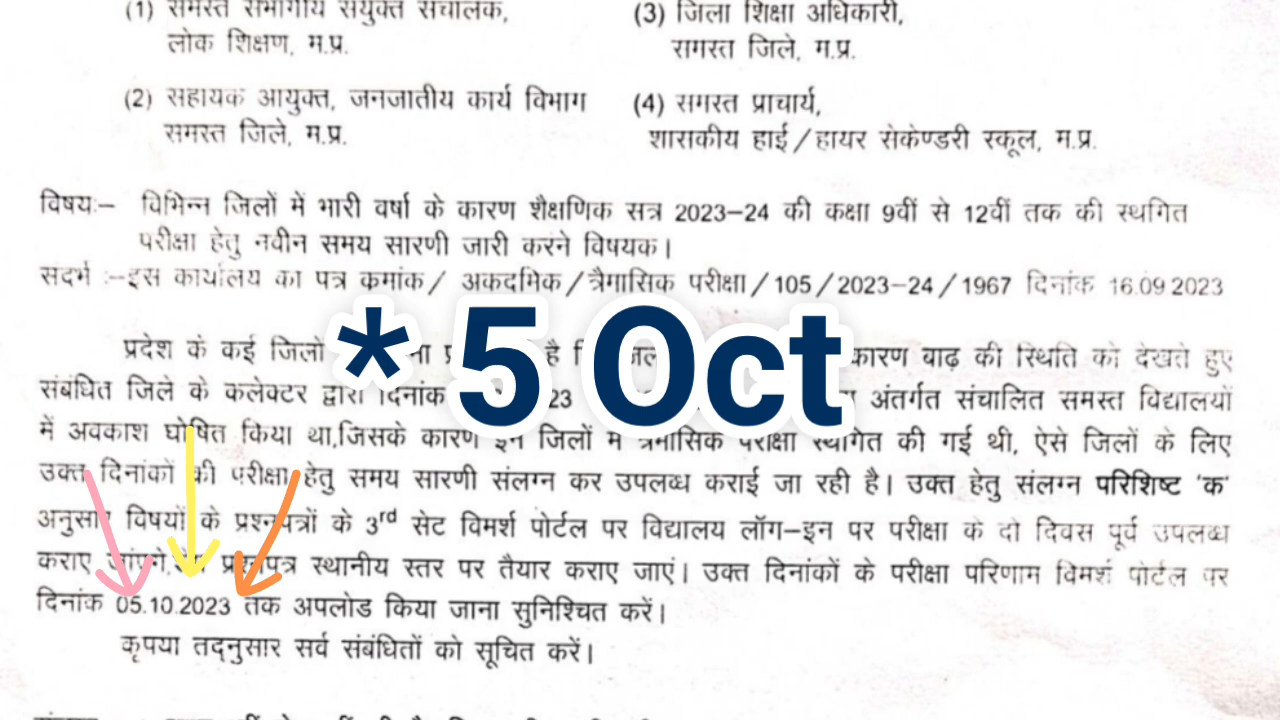 (1) समस्त संभागीय संयुक्त संचालक,
लोक शिक्षण, म.प्र.
(3) जिला शिक्षा अधिकारी,
समस्त जिले, म.प्र.
(2) सहायक आयुक्त, जनजातीय कार्य विभाग
समस्त जिले, म.प्र.
(4) समस्त प्राचार्य,
शासकीय हाई/हायर सेकेण्डरी स्कूल, म.प्र.
विषयः– विभिन्न जिलों में भारी वर्षा के कारण शैक्षणिक सत्र 2023–24 की कक्षा 9वीं से 12वीं तक की स्थगित
परीक्षा हेतु नवीन समय सारणी जारी करने विषयक।
संदर्भ :–इस कार्यालय का पत्र कमांक/ अकदमिक/त्रैमासिक परीक्षा/105/2023–24/1967 दिनांक 16.09.2023
* 5 Oct
प्रदेश के कई जिलो है कारण बाढ़ की स्थिति को देखते हुए
संबंधित जिले के कलेक्टर द्वारा दिनांक 23 अंतर्गत संचालित समस्त विद्यालयों
में अवकाश घोषित किया था,जिसके कारण इन जिलों में त्रैमासिक परीक्षा स्थगित की गई थी, ऐसे जिलों के लिए
उक्त दिनांकों की परीक्षा हेतु समय सारणी संलग्न कर उपलब्ध कराई जा रही है। उक्त हेतु संलग्न परिशिष्ट 'क'
अनुसार विषयों के प्रश्नपत्रों के 3rd सेट विमर्श पोर्टल पर विद्यालय लॉग–इन पर परीक्षा के दो दिवस पूर्व उपलब्ध
कराए जांएगे, प्रश्नपत्र स्थानीय स्तर पर तैयार कराए जाएं। उक्त दिनांकों के परीक्षा परिणाम विमर्श पोर्टल पर
दिनांक 05.10.2023 तक अपलोड किया जाना सुनिश्चित करें।
कृपया तद्नुसार सर्व संबंधितों को सूचित करें।